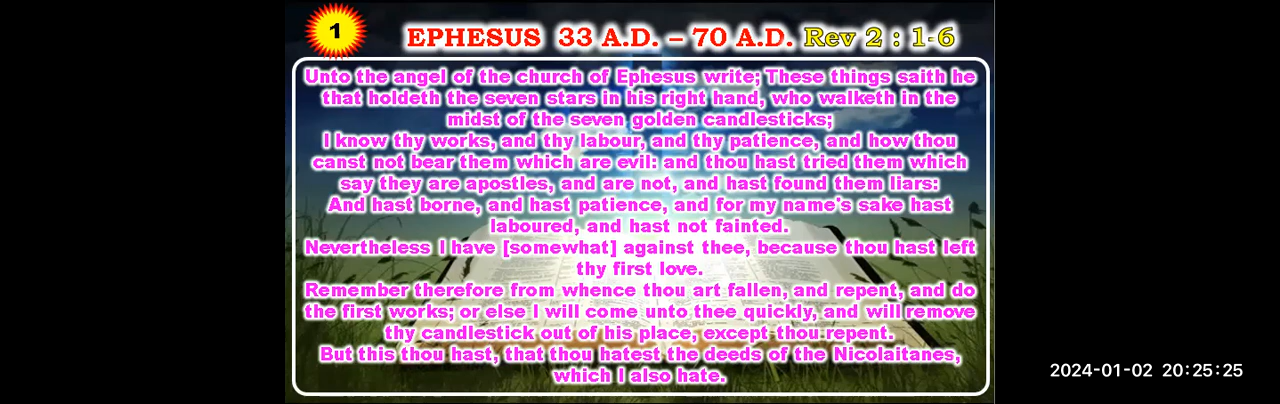 1
EPHESUS 33 A.D. – 70 A.D. Rev 2 : 1-6
Unto the angel of the church of Ephesus write; These things saith he
that holdeth the seven stars in his right hand, who walketh in the
midst of the seven golden candlesticks;
I know thy works, and thy labour, and thy patience, and how thou
canst not bear them which are evil: and thou hast tried them which
say they are apostles, and are not, and hast found them liars:
And hast borne, and hast patience, and for my name's sake hast
laboured, and hast not fainted.
Nevertheless I have [somewhat] against thee, because thou hast left
thy first love.
Remember therefore from whence thou art fallen, and repent, and do
the first works; or else I will come unto thee quickly, and will remove
thy candlestick out of his place, except thou repent.
But this thou hast, that thou hatest the deeds of the Nicolaitanes,
which I also hate.
2024-01-02 20:25:25